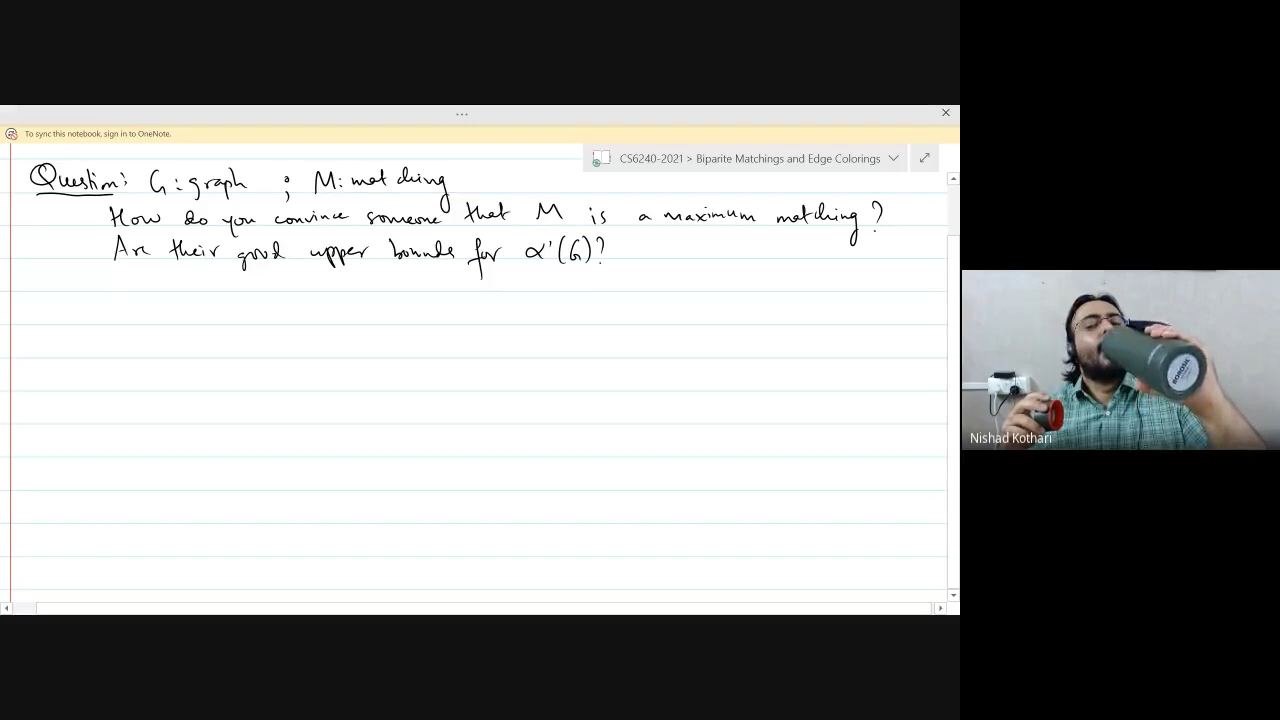 To sync this notebook, sign in to OneNote.
CS6240-2021 > Biparite Matchings and Edge Colorings
Question: G: graph ; M: matching
How do you convince someone that M is a maximum matching?
Are their good upper bounds for α'(G)?
BOROSIL
Nishad Kothari